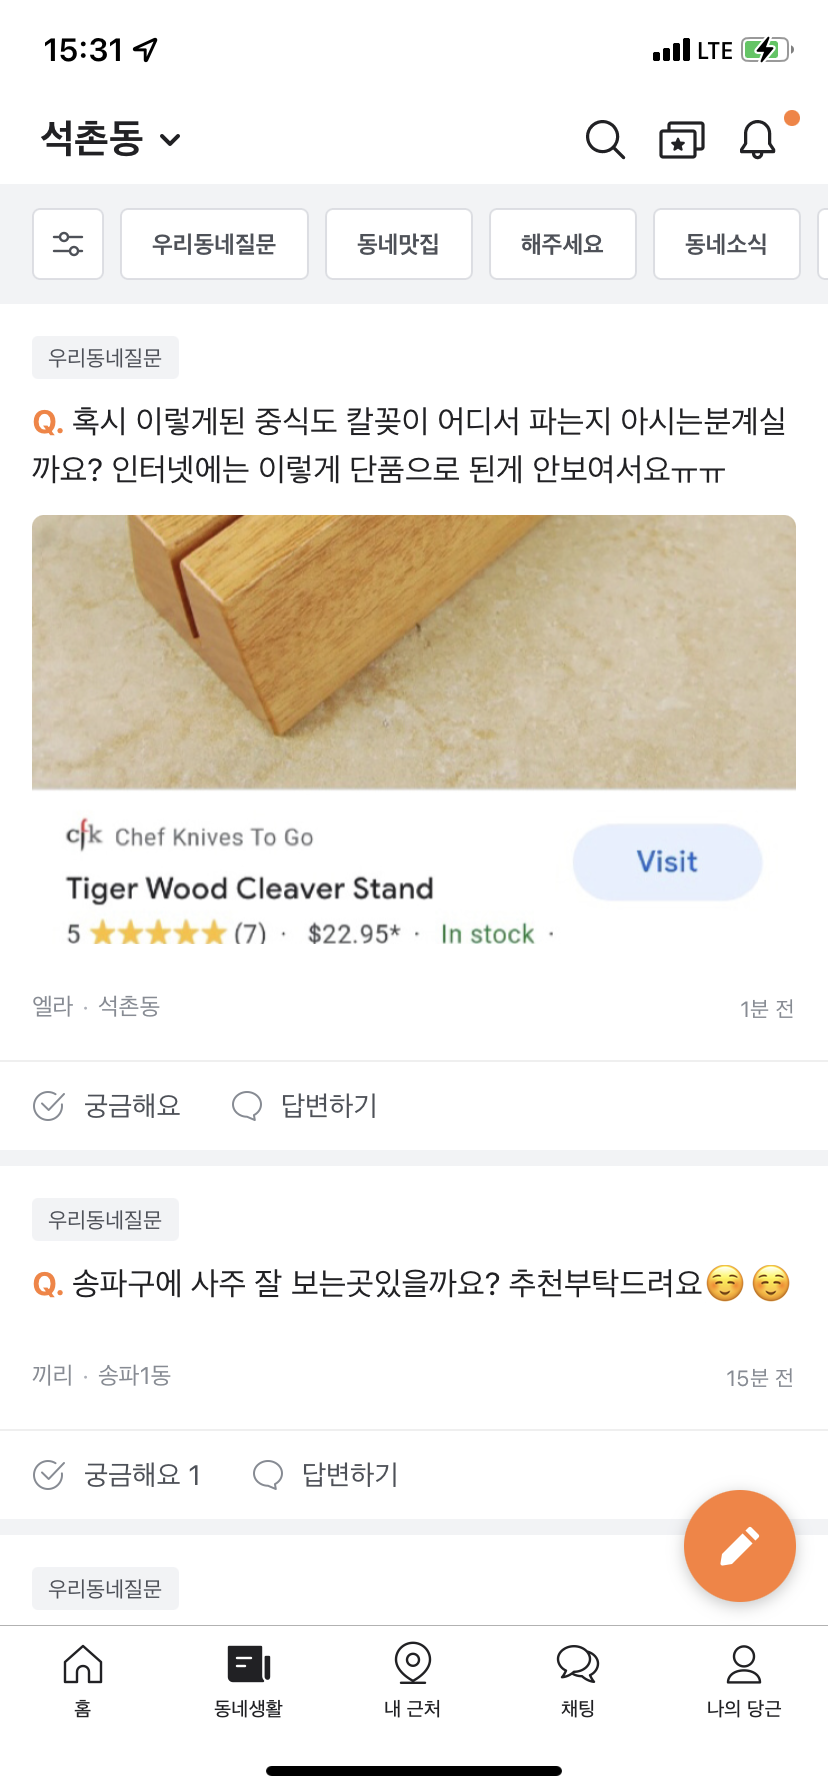 15:31
LTE
석촌동
우리동네질문
동네맛집
해주세요
동네소식
우리동네질문
Q. 혹시 이렇게된 중식도 칼꽂이 어디서 파는지 아시는분계실
까요? 인터넷에는 이렇게 단품으로 된게 안보여서요ㅠㅠ
cfk Chef Knives To Go
Visit
Tiger Wood Cleaver Stand
5 ★★★★★ (7) · $22.95* · In stock ·
엘라 · 석촌동
1분 전
궁금해요
답변하기
우리동네질문
Q. 송파구에 사주 잘 보는곳있을까요? 추천부탁드려요☺️☺️
끼리 · 송파1동
15분 전
궁금해요 1
답변하기
우리동네질문
홈
동네생활
내 근처
채팅
나의 당근